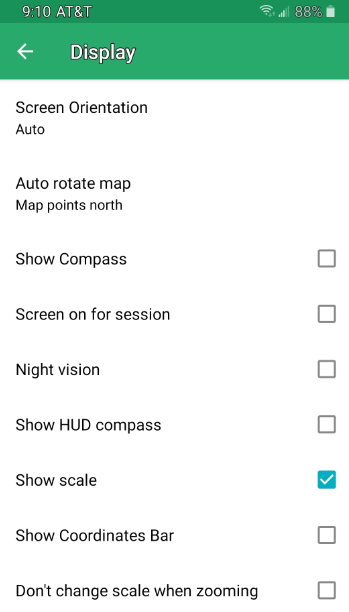 9:10 AT&T 88%
Display
Screen Orientation
Auto
Auto rotate map
Map points north
Show Compass
Screen on for session
Night vision
Show HUD compass
Show scale
Show Coordinates Bar
Don't change scale when zooming